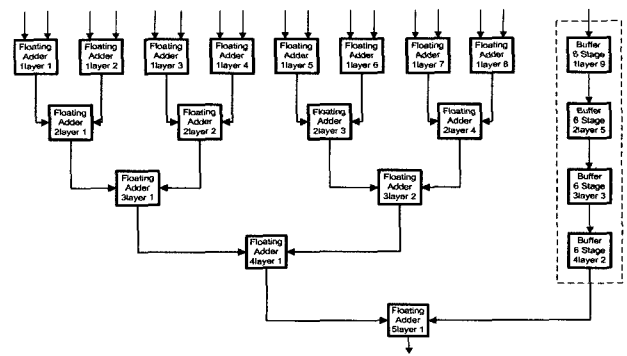 Floating
Adder
1layer 1
Floating
Adder
1layer 2
Floating
Adder
1layer 3
Floating
Adder
1layer 4
Floating
Adder
1layer 5
Floating
Adder
1layer 6
Floating
Adder
1layer 7
Floating
Adder
1layer 8
Buffer
6 Stage
1layer 9
Floating
Adder
2layer 1
Floating
Adder
2layer 2
Floating
Adder
2layer 3
Floating
Adder
2layer 4
Buffer
6 Stage
2layer 5
Floating
Adder
3layer 1
Floating
Adder
3layer 2
Buffer
6 Stage
3layer 3
Floating
Adder
4layer 1
Buffer
6 Stage
4layer 2
Floating
Adder
5layer 1